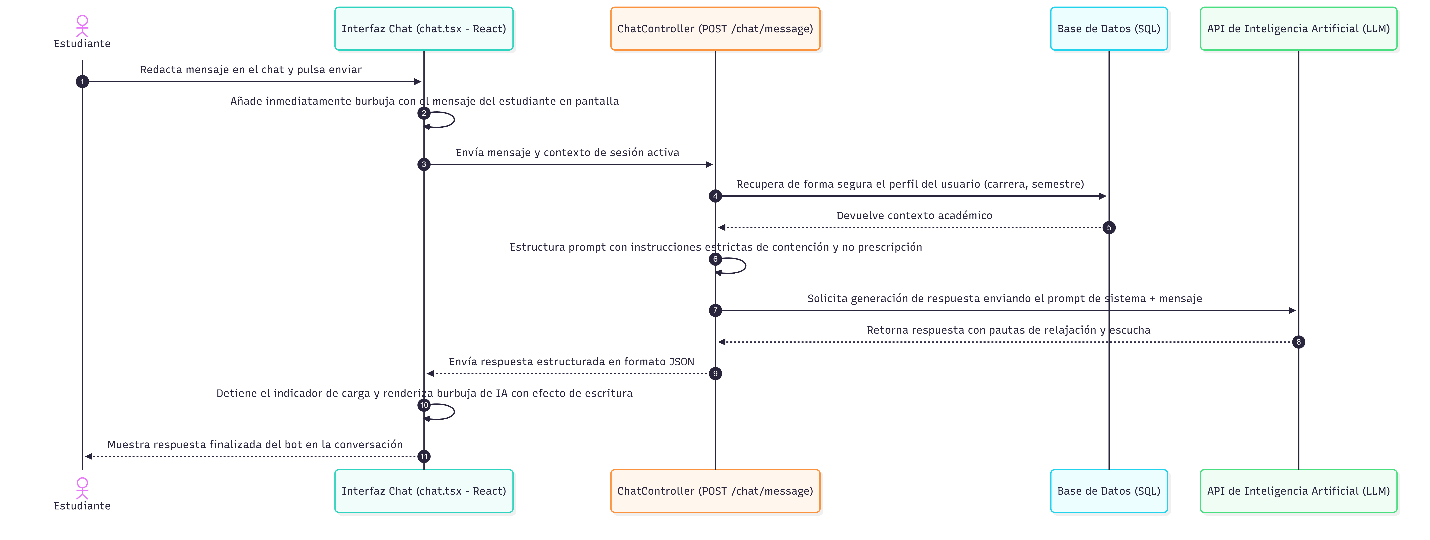 Estudiante
Interfaz Chat (chat.tsx - React)
ChatController (POST /chat/message)
Base de Datos (SQL)
API de Inteligencia Artificial (LLM)
1
Redacta mensaje en el chat y pulsa enviar
Añade inmediatamente burbuja con el mensaje del estudiante en pantalla
2
3
Envía mensaje y contexto de sesión activa
4
Recupera de forma segura el perfil del usuario (carrera, semestre)
Devuelve contexto académico
5
Estructura prompt con instrucciones estrictas de contención y no prescripción
6
7
Solicita generación de respuesta enviando el prompt de sistema + mensaje
Retorna respuesta con pautas de relajación y escucha
8
Envía respuesta estructurada en formato JSON
9
Detiene el indicador de carga y renderiza burbuja de IA con efecto de escritura
10
Muestra respuesta finalizada del bot en la conversación
11
Estudiante
Interfaz Chat (chat.tsx - React)
ChatController (POST /chat/message)
Base de Datos (SQL)
API de Inteligencia Artificial (LLM)